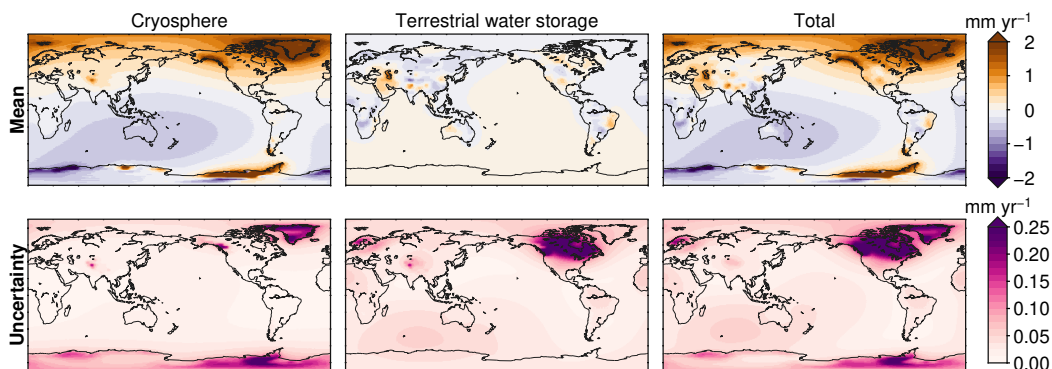 Cryosphere
Terrestrial water storage
Total
mm yr⁻¹
Mean
2
1
0
−1
−2
Uncertainty
mm yr⁻¹
0.25
0.20
0.15
0.10
0.05
0.00